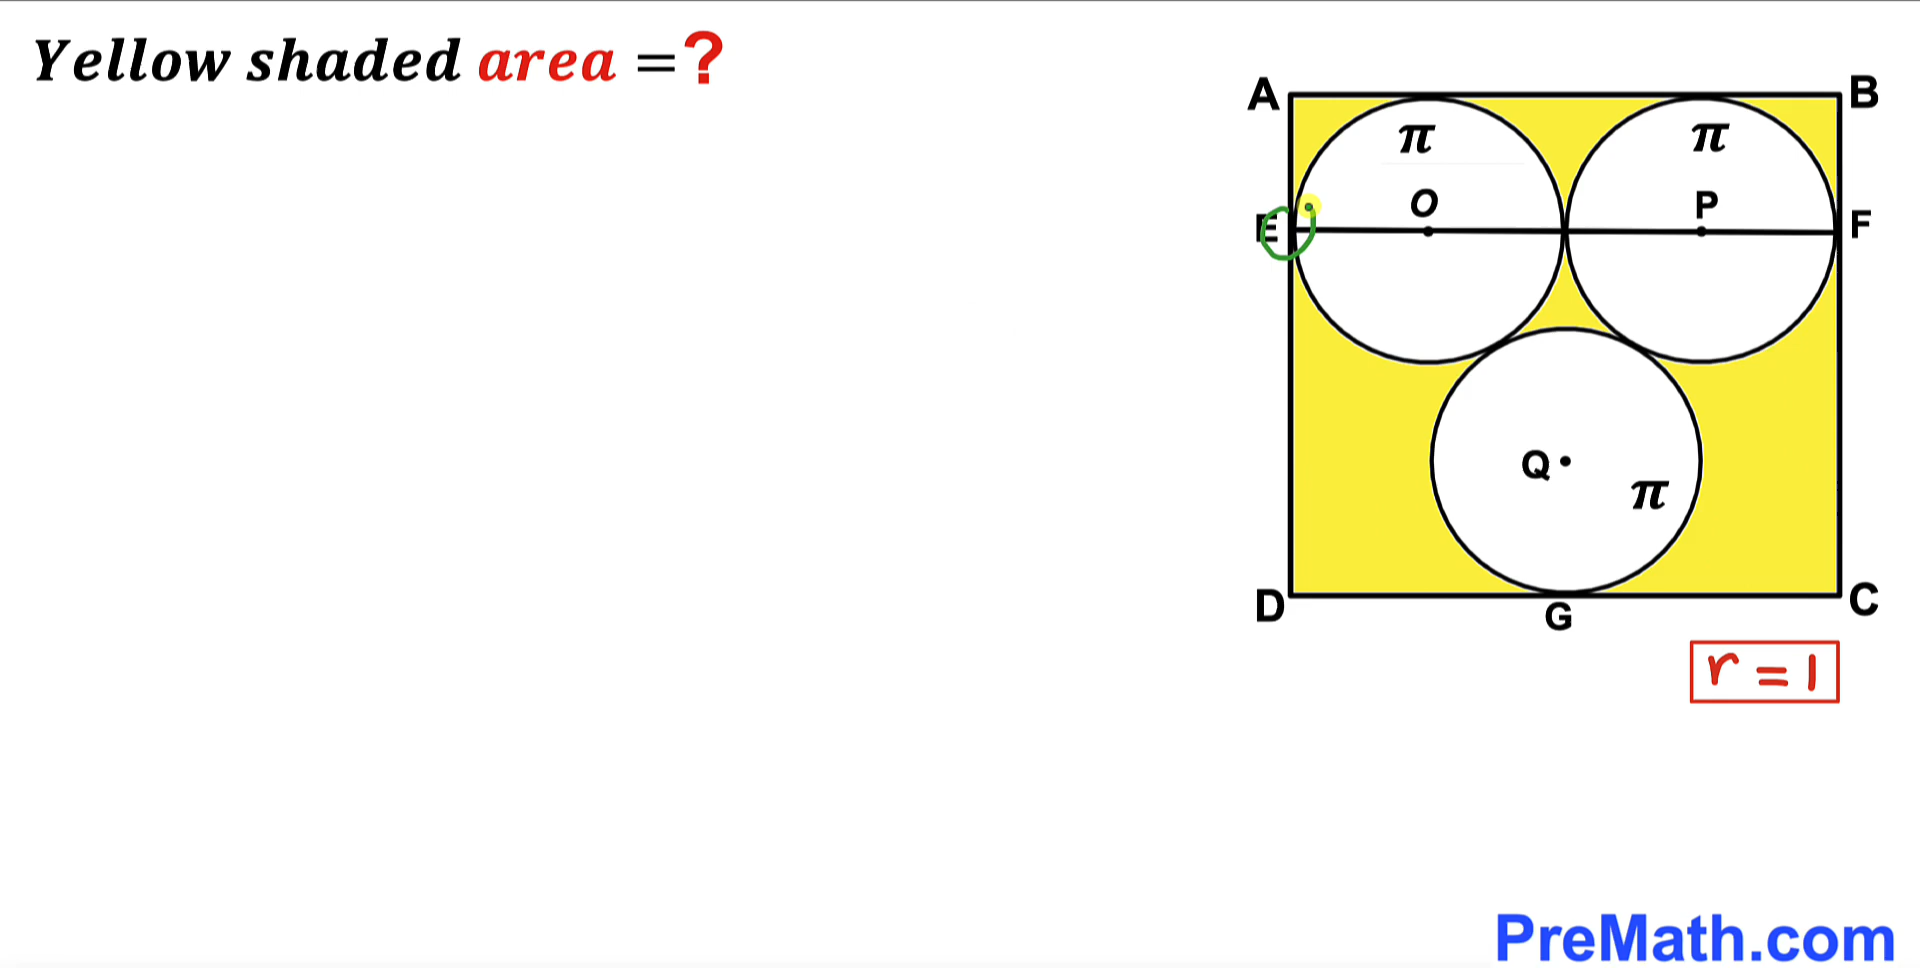 Yellow shaded area =?
A
B
π
π
O
P
E
F
Q
π
D
G
C
r = 1
PreMath.com